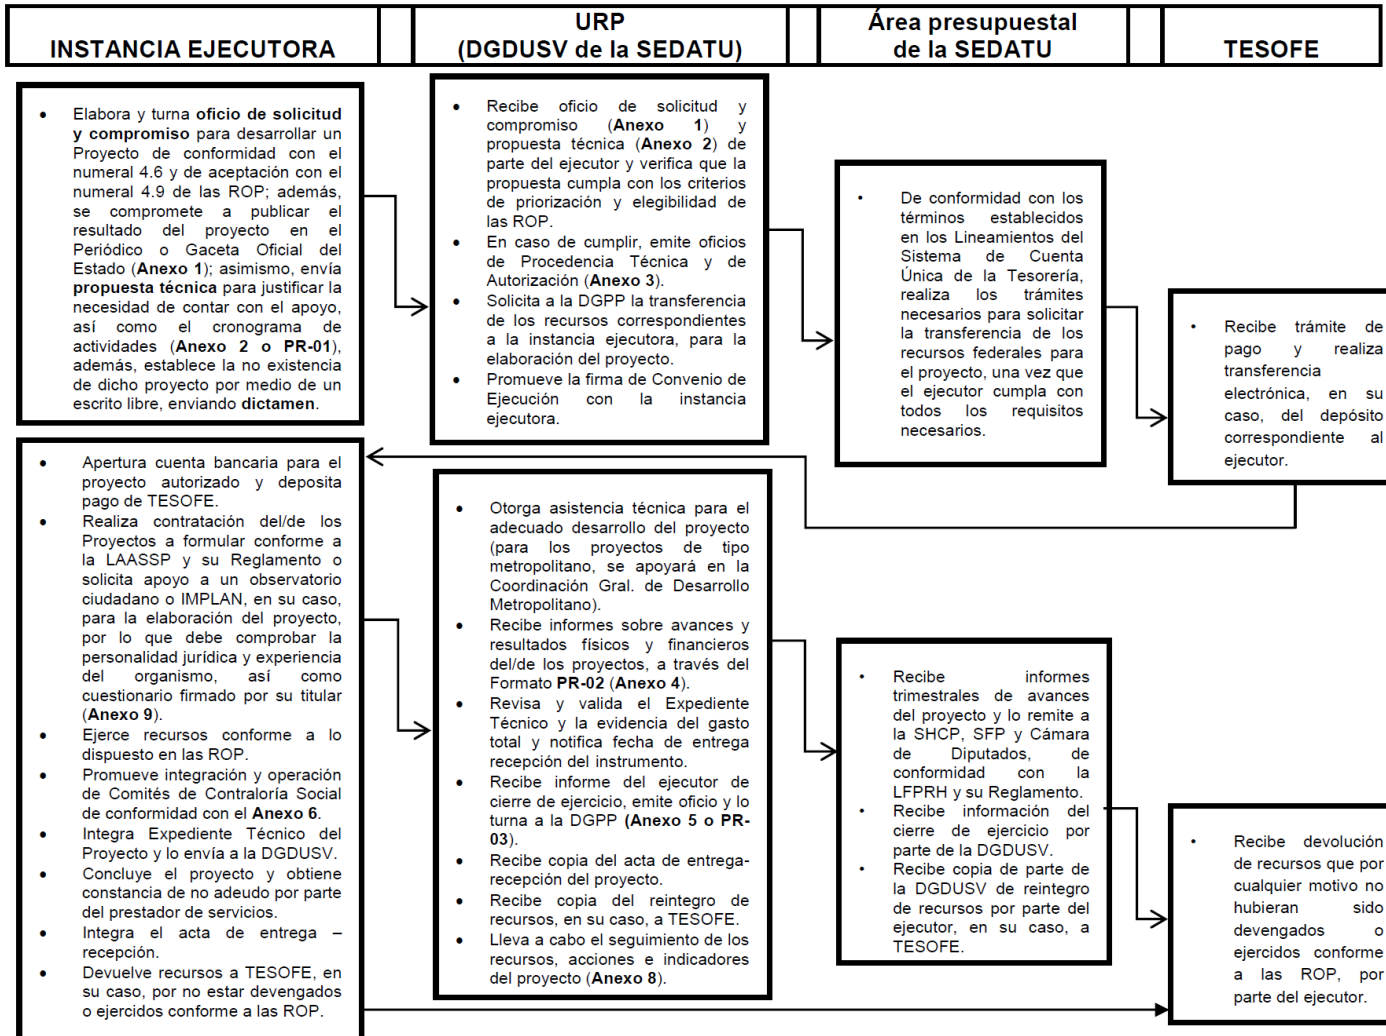 INSTANCIA EJECUTORA
URP
(DGDUSV de la SEDATU)
Área presupuestal
de la SEDATU
TESOFE
• Elabora y turna oficio de solicitud
y compromiso para desarrollar un
Proyecto de conformidad con el
numeral 4.6 y de aceptación con el
numeral 4.9 de las ROP; además,
se compromete a publicar el
resultado del proyecto en el
Periódico o Gaceta Oficial del
Estado (Anexo 1); asimismo, envía
propuesta técnica para justificar la
necesidad de contar con el apoyo,
así como el cronograma de
actividades (Anexo 2 o PR-01),
además, establece la no existencia
de dicho proyecto por medio de un
escrito libre, enviando dictamen.
• Recibe oficio de solicitud y
compromiso (Anexo 1) y
propuesta técnica (Anexo 2) de
parte del ejecutor y verifica que la
propuesta cumpla con los criterios
de priorización y elegibilidad de
las ROP.
• En caso de cumplir, emite oficios
de Procedencia Técnica y de
Autorización (Anexo 3).
• Solicita a la DGPP la transferencia
de los recursos correspondientes
a la instancia ejecutora, para la
elaboración del proyecto.
• Promueve la firma de Convenio de
Ejecución con la instancia
ejecutora.
• De conformidad con los
términos establecidos
en los Lineamientos del
Sistema de Cuenta
Única de la Tesorería,
realiza los trámites
necesarios para solicitar
la transferencia de los
recursos federales para
el proyecto, una vez que
el ejecutor cumpla con
todos los requisitos
necesarios.
• Recibe trámite de
pago y realiza
transferencia
electrónica, en su
caso, del depósito
correspondiente al
ejecutor.
• Apertura cuenta bancaria para el
proyecto autorizado y deposita
pago de TESOFE.
• Realiza contratación del/de los
Proyectos a formular conforme a
la LAASSP y su Reglamento o
solicita apoyo a un observatorio
ciudadano o IMPLAN, en su caso,
para la elaboración del proyecto,
por lo que debe comprobar la
personalidad jurídica y experiencia
del organismo, así como
cuestionario firmado por su titular
(Anexo 9).
• Ejerce recursos conforme a lo
dispuesto en las ROP.
• Promueve integración y operación
de Comités de Contraloría Social
de conformidad con el Anexo 6.
• Integra Expediente Técnico del
Proyecto y lo envía a la DGDUSV.
• Concluye el proyecto y obtiene
constancia de no adeudo por parte
del prestador de servicios.
• Integra el acta de entrega –
recepción.
• Devuelve recursos a TESOFE, en
su caso, por no estar devengados
o ejercidos conforme a las ROP.
• Otorga asistencia técnica para el
adecuado desarrollo del proyecto
(para los proyectos de tipo
metropolitano, se apoyará en la
Coordinación Gral. de Desarrollo
Metropolitano).
• Recibe informes sobre avances y
resultados físicos y financieros
del/de los proyectos, a través del
Formato PR-02 (Anexo 4).
• Revisa y valida el Expediente
Técnico y la evidencia del gasto
total y notifica fecha de entrega
recepción del instrumento.
• Recibe informe del ejecutor de
cierre de ejercicio, emite oficio y lo
turna a la DGPP (Anexo 5 o PR-
03).
• Recibe copia del acta de entrega-
recepción del proyecto.
• Recibe copia del reintegro de
recursos, en su caso, a TESOFE.
• Lleva a cabo el seguimiento de los
recursos, acciones e indicadores
del proyecto (Anexo 8).
• Recibe informes
trimestrales de avances
del proyecto y lo remite a
la SHCP, SFP y Cámara
de Diputados, de
conformidad con la
LFPRH y su Reglamento.
• Recibe información del
cierre de ejercicio por
parte de la DGDUSV.
• Recibe copia de parte de
la DGDUSV de reintegro
de recursos por parte del
ejecutor, en su caso, a
TESOFE.
• Recibe devolución
de recursos que por
cualquier motivo no
hubieran sido
devengados o
ejercidos conforme
a las ROP, por
parte del ejecutor.